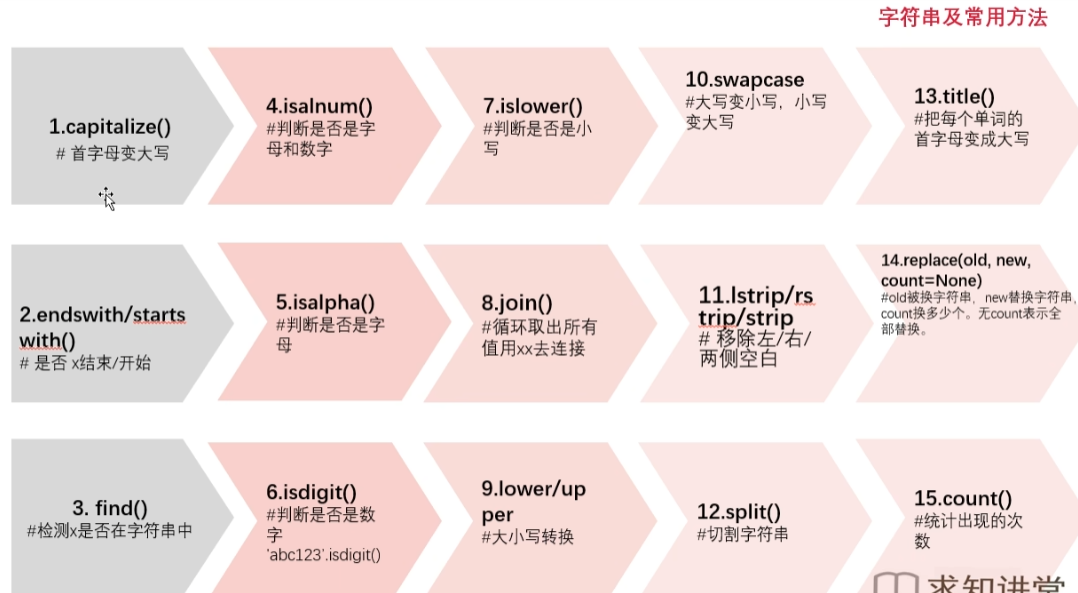 字符串及常用方法
1.capitalize()
# 首字母变大写
4.isalnum()
#判断是否是字
母和数字
7.islower()
#判断是否是小
写
10.swapcase
#大写变小写，小写
变大写
13.title()
#把每个单词的
首字母变成大写
2.endswith/starts
with()
# 是否 x结束/开始
5.isalpha()
#判断是否是字
母
8.join()
#循环取出所有
值用xx去连接
11.lstrip/rs
trip/strip
# 移除左/右/
两侧空白
14.replace(old, new,
count=None)
#old被换字符串，new替换字符串，
count换多少个。无count表示全
部替换。
3. find()
#检测x是否在字符串中
6.isdigit()
#判断是否是数
字
'abc123'.isdigit()
9.lower/up
per
#大小写转换
12.split()
#切割字符串
15.count()
#统计出现的次
数
求知讲堂